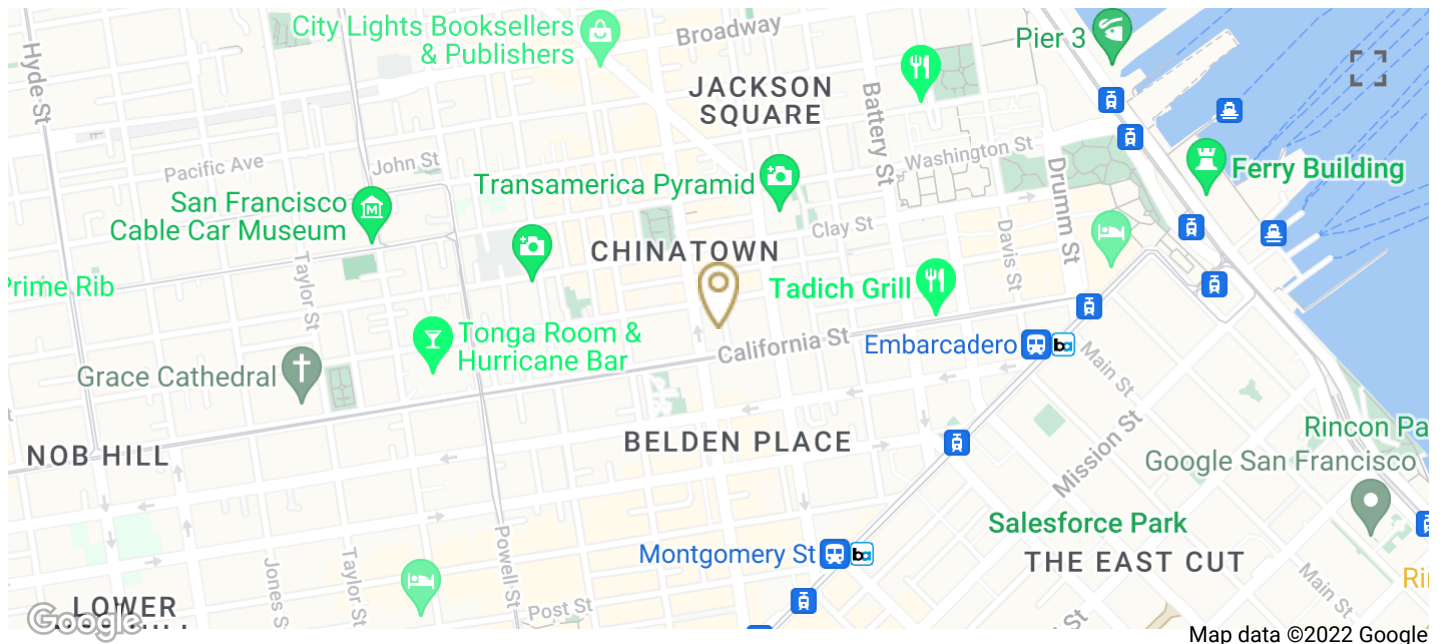 City Lights Booksellers
& Publishers
Broadway
Pier 3
Hyde St
JACKSON
SQUARE
Battery St
Pacific Ave
John St
Washington St
Drumm St
Ferry Building
Transamerica Pyramid
San Francisco
Cable Car Museum
Clay St
CHINATOWN
Davis St
Taylor St
Prime Rib
Tadich Grill
Tonga Room &
Hurricane Bar
California St
Embarcadero
Main St
Grace Cathedral
NOB HILL
BELDEN PLACE
Mission St
Rincon Pa
Google San Francisco
Salesforce Park
Powell St
Montgomery St
THE EAST CUT
Taylor St
Jones S
Main St
Ri
Post St
LOWER
Google
Map data ©2022 Google